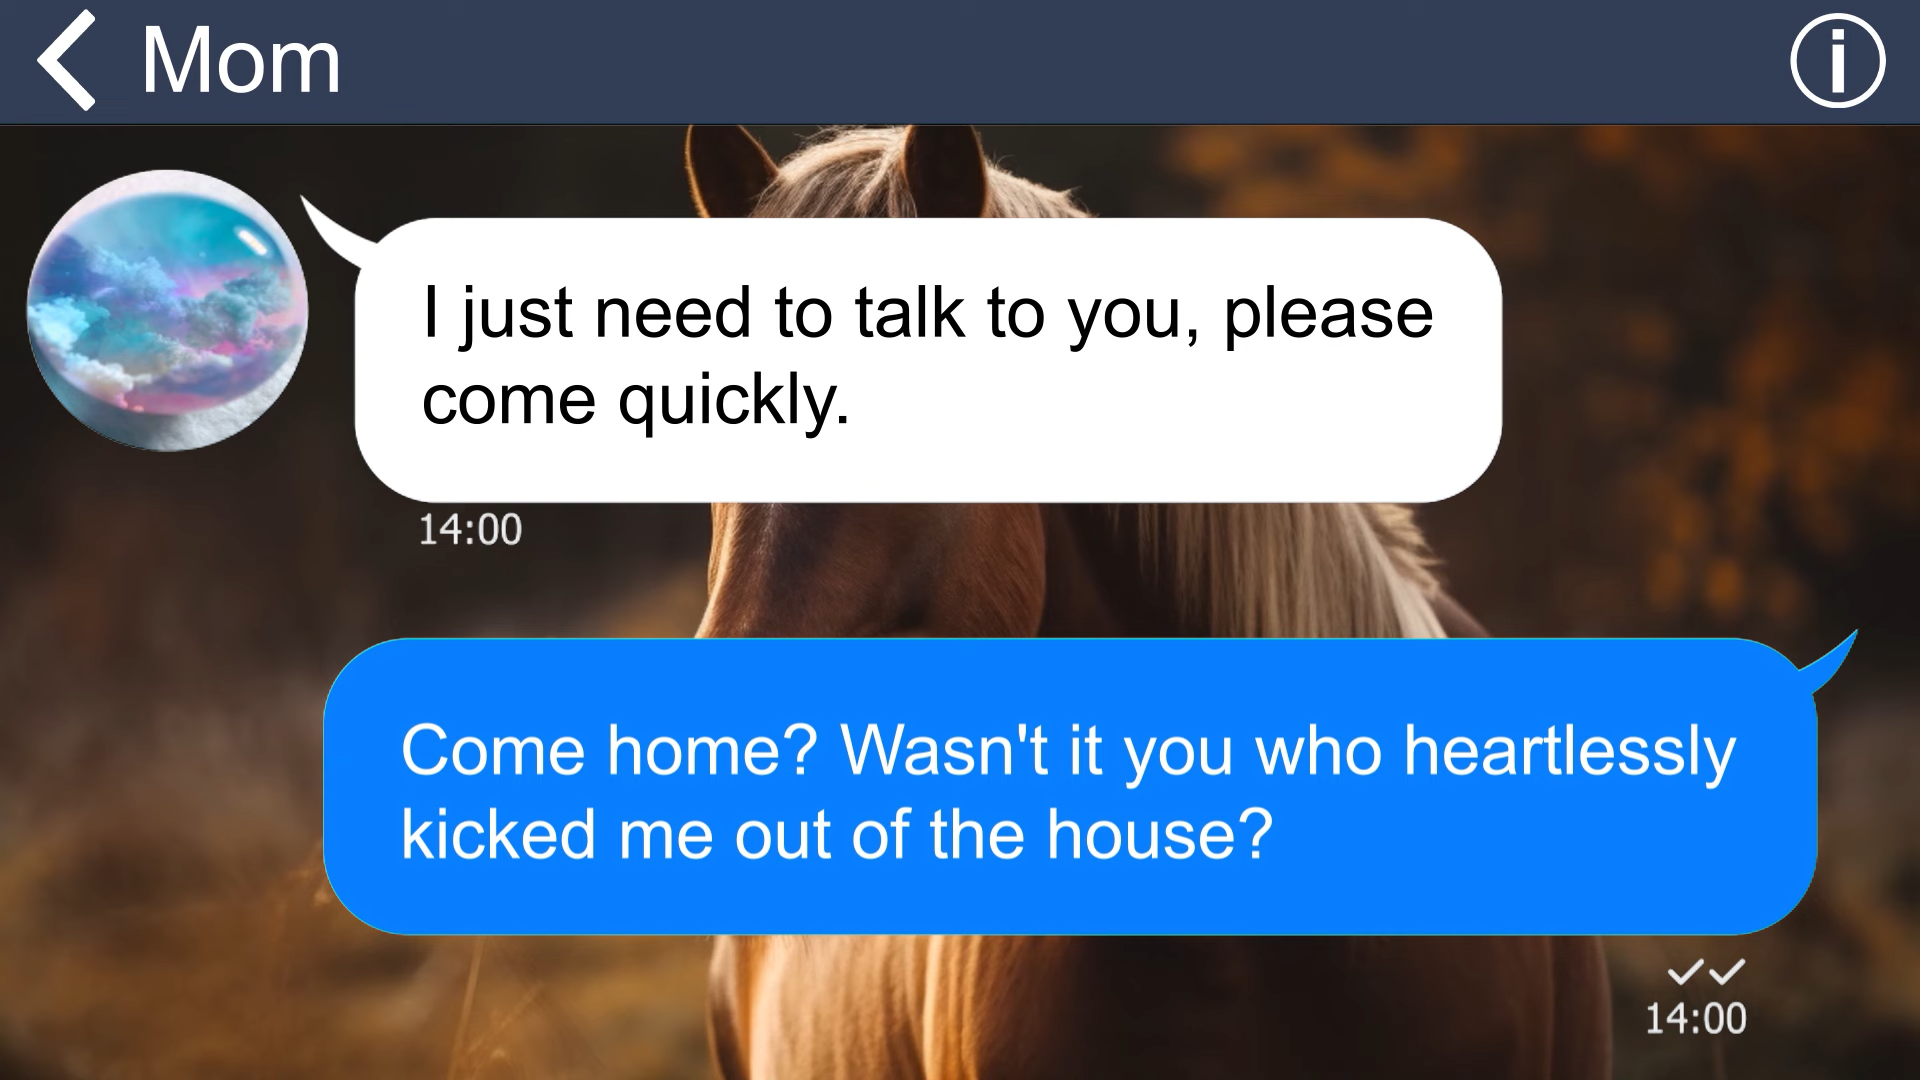 Mom
I just need to talk to you, please
come quickly.
14:00
Come home? Wasn't it you who heartlessly
kicked me out of the house?
14:00